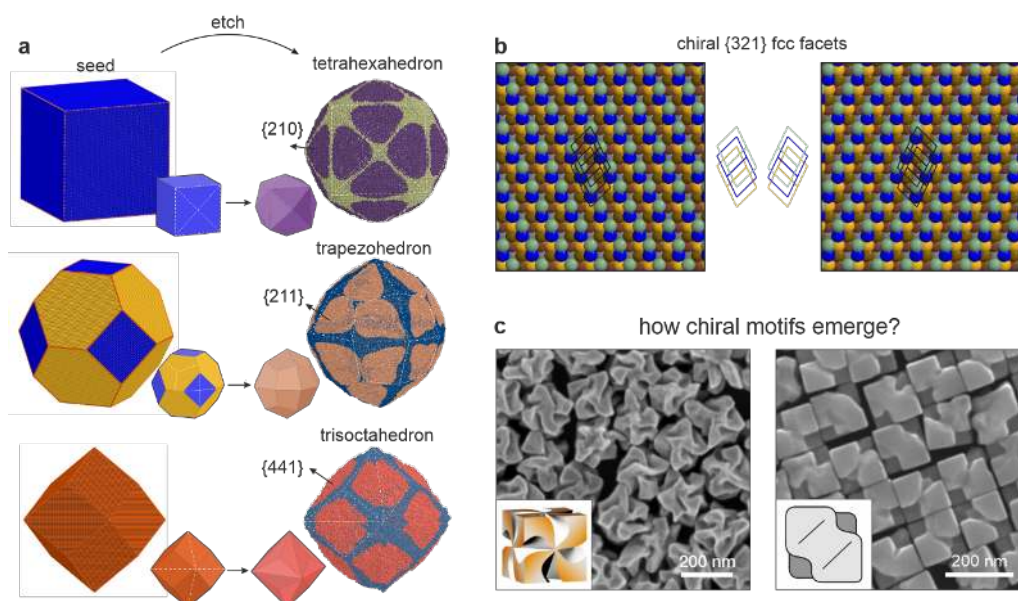 a
etch
seed
tetrahexahedron
{210}
trapezohedron
{211}
trisoctahedron
{441}
b
chiral {321} fcc facets
c
how chiral motifs emerge?
200 nm
200 nm